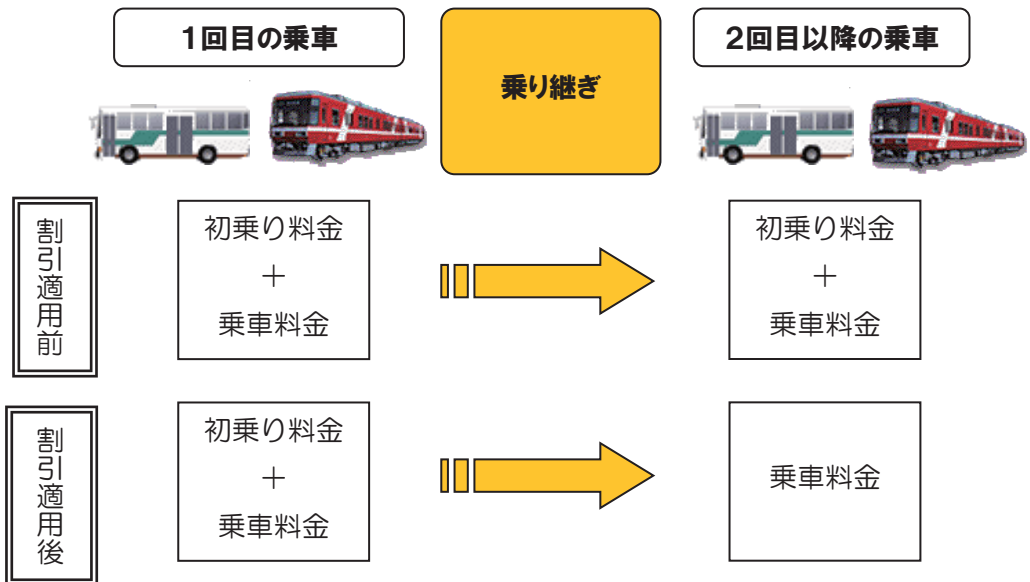 1回目の乗車
乗り継ぎ
2回目以降の乗車
割引適用前
初乗り料金
＋
乗車料金
初乗り料金
＋
乗車料金
割引適用後
初乗り料金
＋
乗車料金
乗車料金